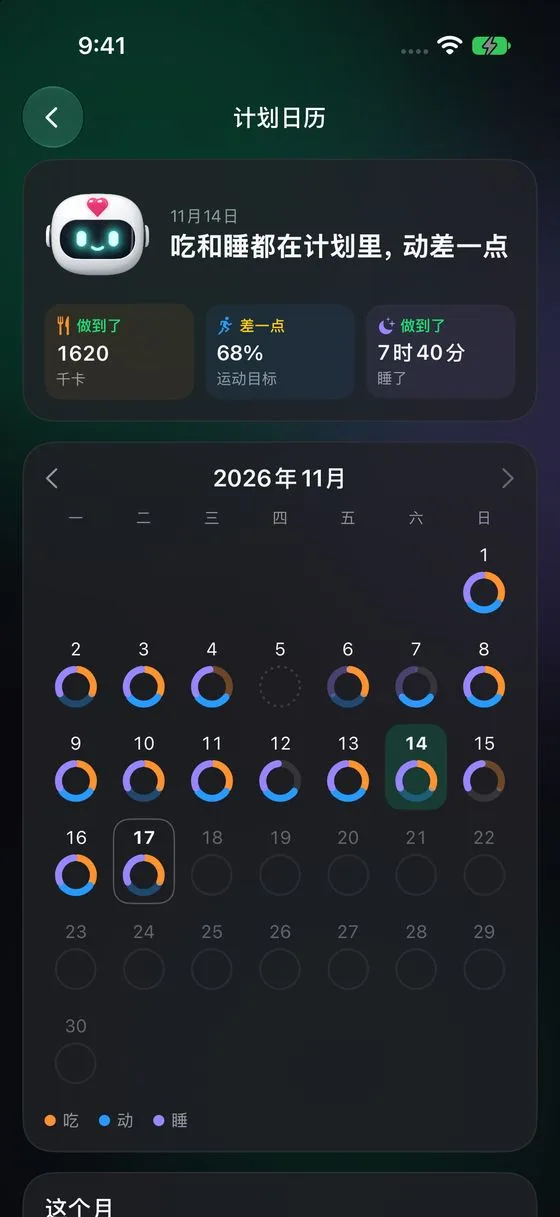 9:41
计划日历
11月14日
吃和睡都在计划里，动差一点
做到了
1620
千卡
差一点
68%
运动目标
做到了
7时40分
睡了
2026年11月
一 二 三 四 五 六 日
1
2 3 4 5 6 7 8
9 10 11 12 13 14 15
16 17 18 19 20 21 22
23 24 25 26 27 28 29
30
吃 动 睡
这个月